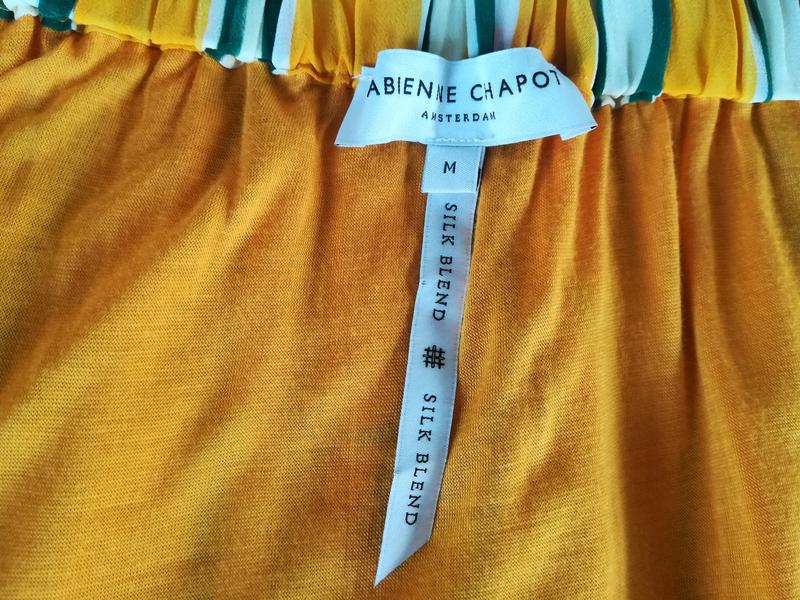 ABIENNE CHAPOT
AMSTERDAM
M
SILK BLEND
SILK BLEND